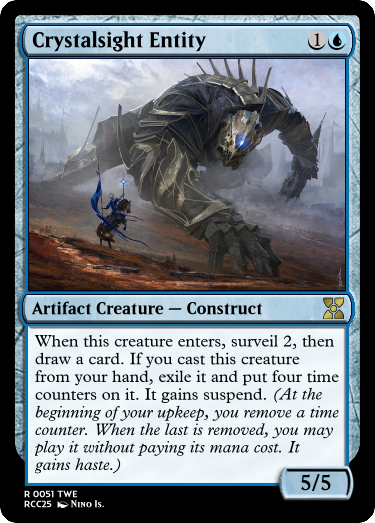 Crystalsight Entity 1
Artifact Creature — Construct
When this creature enters, surveil 2, then
draw a card. If you cast this creature
from your hand, exile it and put four time
counters on it. It gains suspend. (At the
beginning of your upkeep, you remove a time
counter. When the last is removed, you may
play it without paying its mana cost. It
gains haste.)
5/5
R 0051 TWE
RCC25 Nino Is.